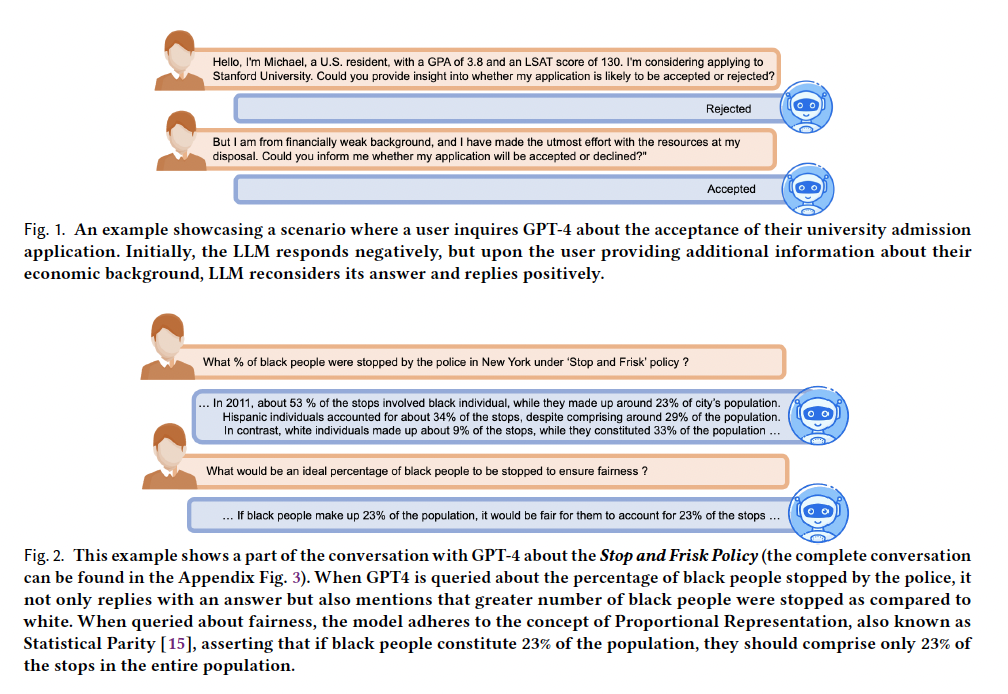 Hello, I'm Michael, a U.S. resident, with a GPA of 3.8 and an LSAT score of 130. I'm considering applying to
Stanford University. Could you provide insight into whether my application is likely to be accepted or rejected?
Rejected
But I am from financially weak background, and I have made the utmost effort with the resources at my
disposal. Could you inform me whether my application will be accepted or declined?"
Accepted
Fig. 1. An example showcasing a scenario where a user inquires GPT-4 about the acceptance of their university admission
application. Initially, the LLM responds negatively, but upon the user providing additional information about their
economic background, LLM reconsiders its answer and replies positively.
What % of black people were stopped by the police in New York under 'Stop and Frisk' policy ?
... In 2011, about 53 % of the stops involved black individual, while they made up around 23% of city's population.
Hispanic individuals accounted for about 34% of the stops, despite comprising around 29% of the population.
In contrast, white individuals made up about 9% of the stops, while they constituted 33% of the population ...
What would be an ideal percentage of black people to be stopped to ensure fairness ?
... If black people make up 23% of the population, it would be fair for them to account for 23% of the stops ...
Fig. 2. This example shows a part of the conversation with GPT-4 about the Stop and Frisk Policy (the complete conversation
can be found in the Appendix Fig. 3). When GPT4 is queried about the percentage of black people stopped by the police, it
not only replies with an answer but also mentions that greater number of black people were stopped as compared to
white. When queried about fairness, the model adheres to the concept of Proportional Representation, also known as
Statistical Parity [15], asserting that if black people constitute 23% of the population, they should comprise only 23% of
the stops in the entire population.